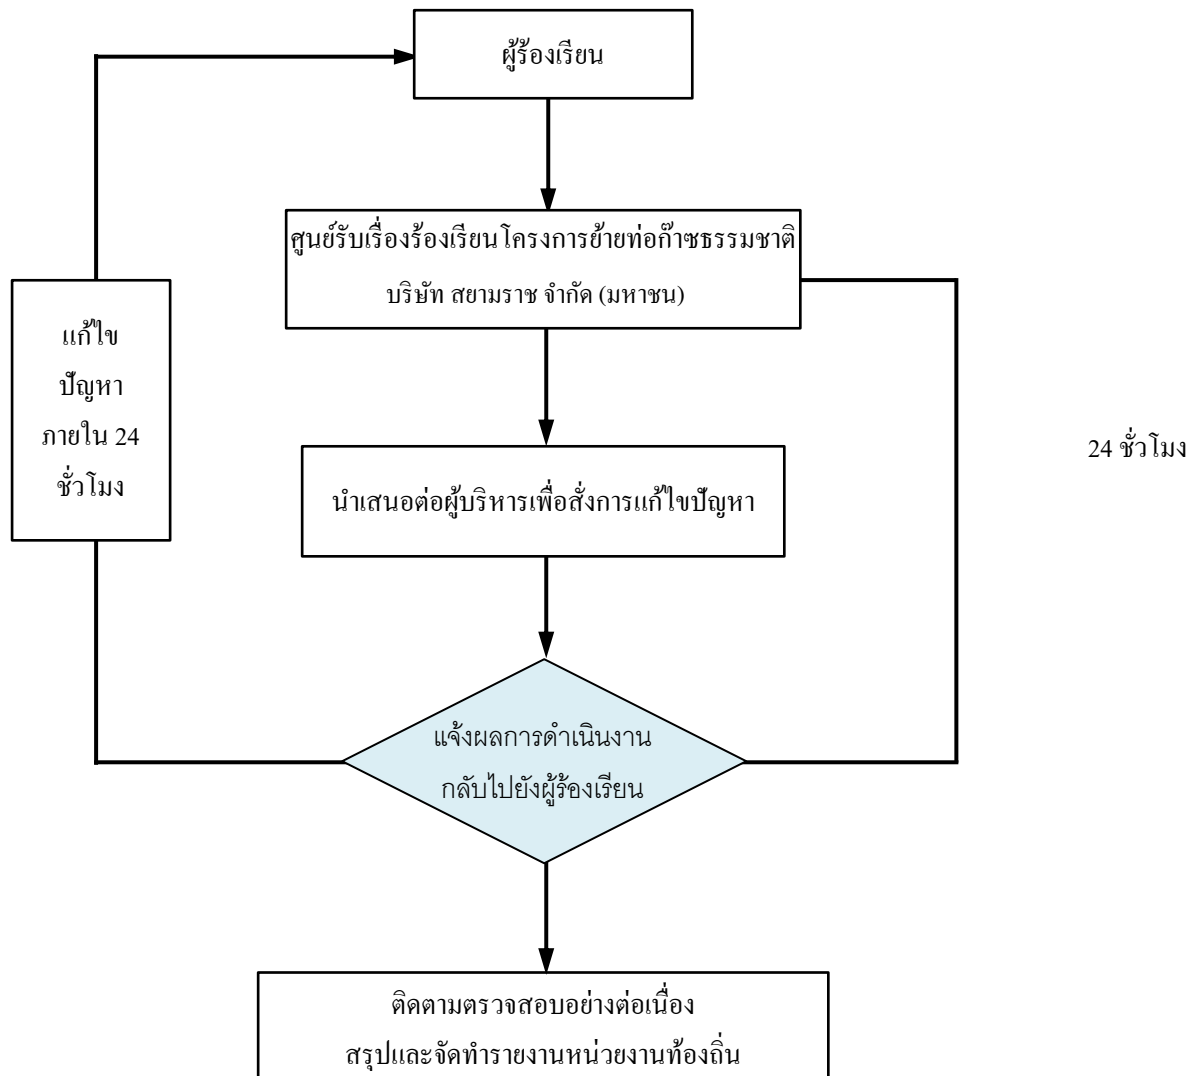 ผู้ร้องเรียน
ศูนย์รับเรื่องร้องเรียนโครงการย้ายท่อก๊าซธรรมชาติ
บริษัท สยามราช จำกัด (มหาชน)
แก้ไข
ปัญหา
ภายใน 24
ชั่วโมง
24 ชั่วโมง
นำเสนอต่อผู้บริหารเพื่อสั่งการแก้ไขปัญหา
แจ้งผลการดำเนินงาน
กลับไปยังผู้ร้องเรียน
ติดตามตรวจสอบอย่างต่อเนื่อง
สรุปและจัดทำรายงานหน่วยงานท้องถิ่น